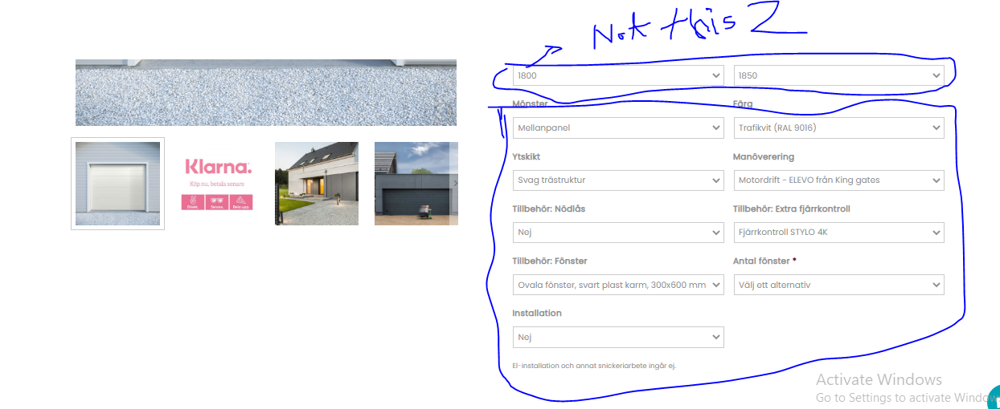 Not this 2
1800
1850
Mönster
Färg
Mellanpanel
Trafikvit (RAL 9016)
Ytskikt
Manöverering
Svag trästruktur
Motordrift - ELEVO från King gates
Klarna.
Köp nu, betala senare
Direkt.
Senare.
Dela upp.
Tillbehör: Nödlås
Tillbehör: Extra fjärrkontroll
Nej
Fjärrkontroll STYLO 4K
Tillbehör: Fönster
Antal fönster *
Ovala fönster, svart plast karm, 300x600 mm
Välj ett alternativ
Installation
Nej
El-installation och annat snickeriarbete ingår ej.
Activate Windows
Go to Settings to activate Windows